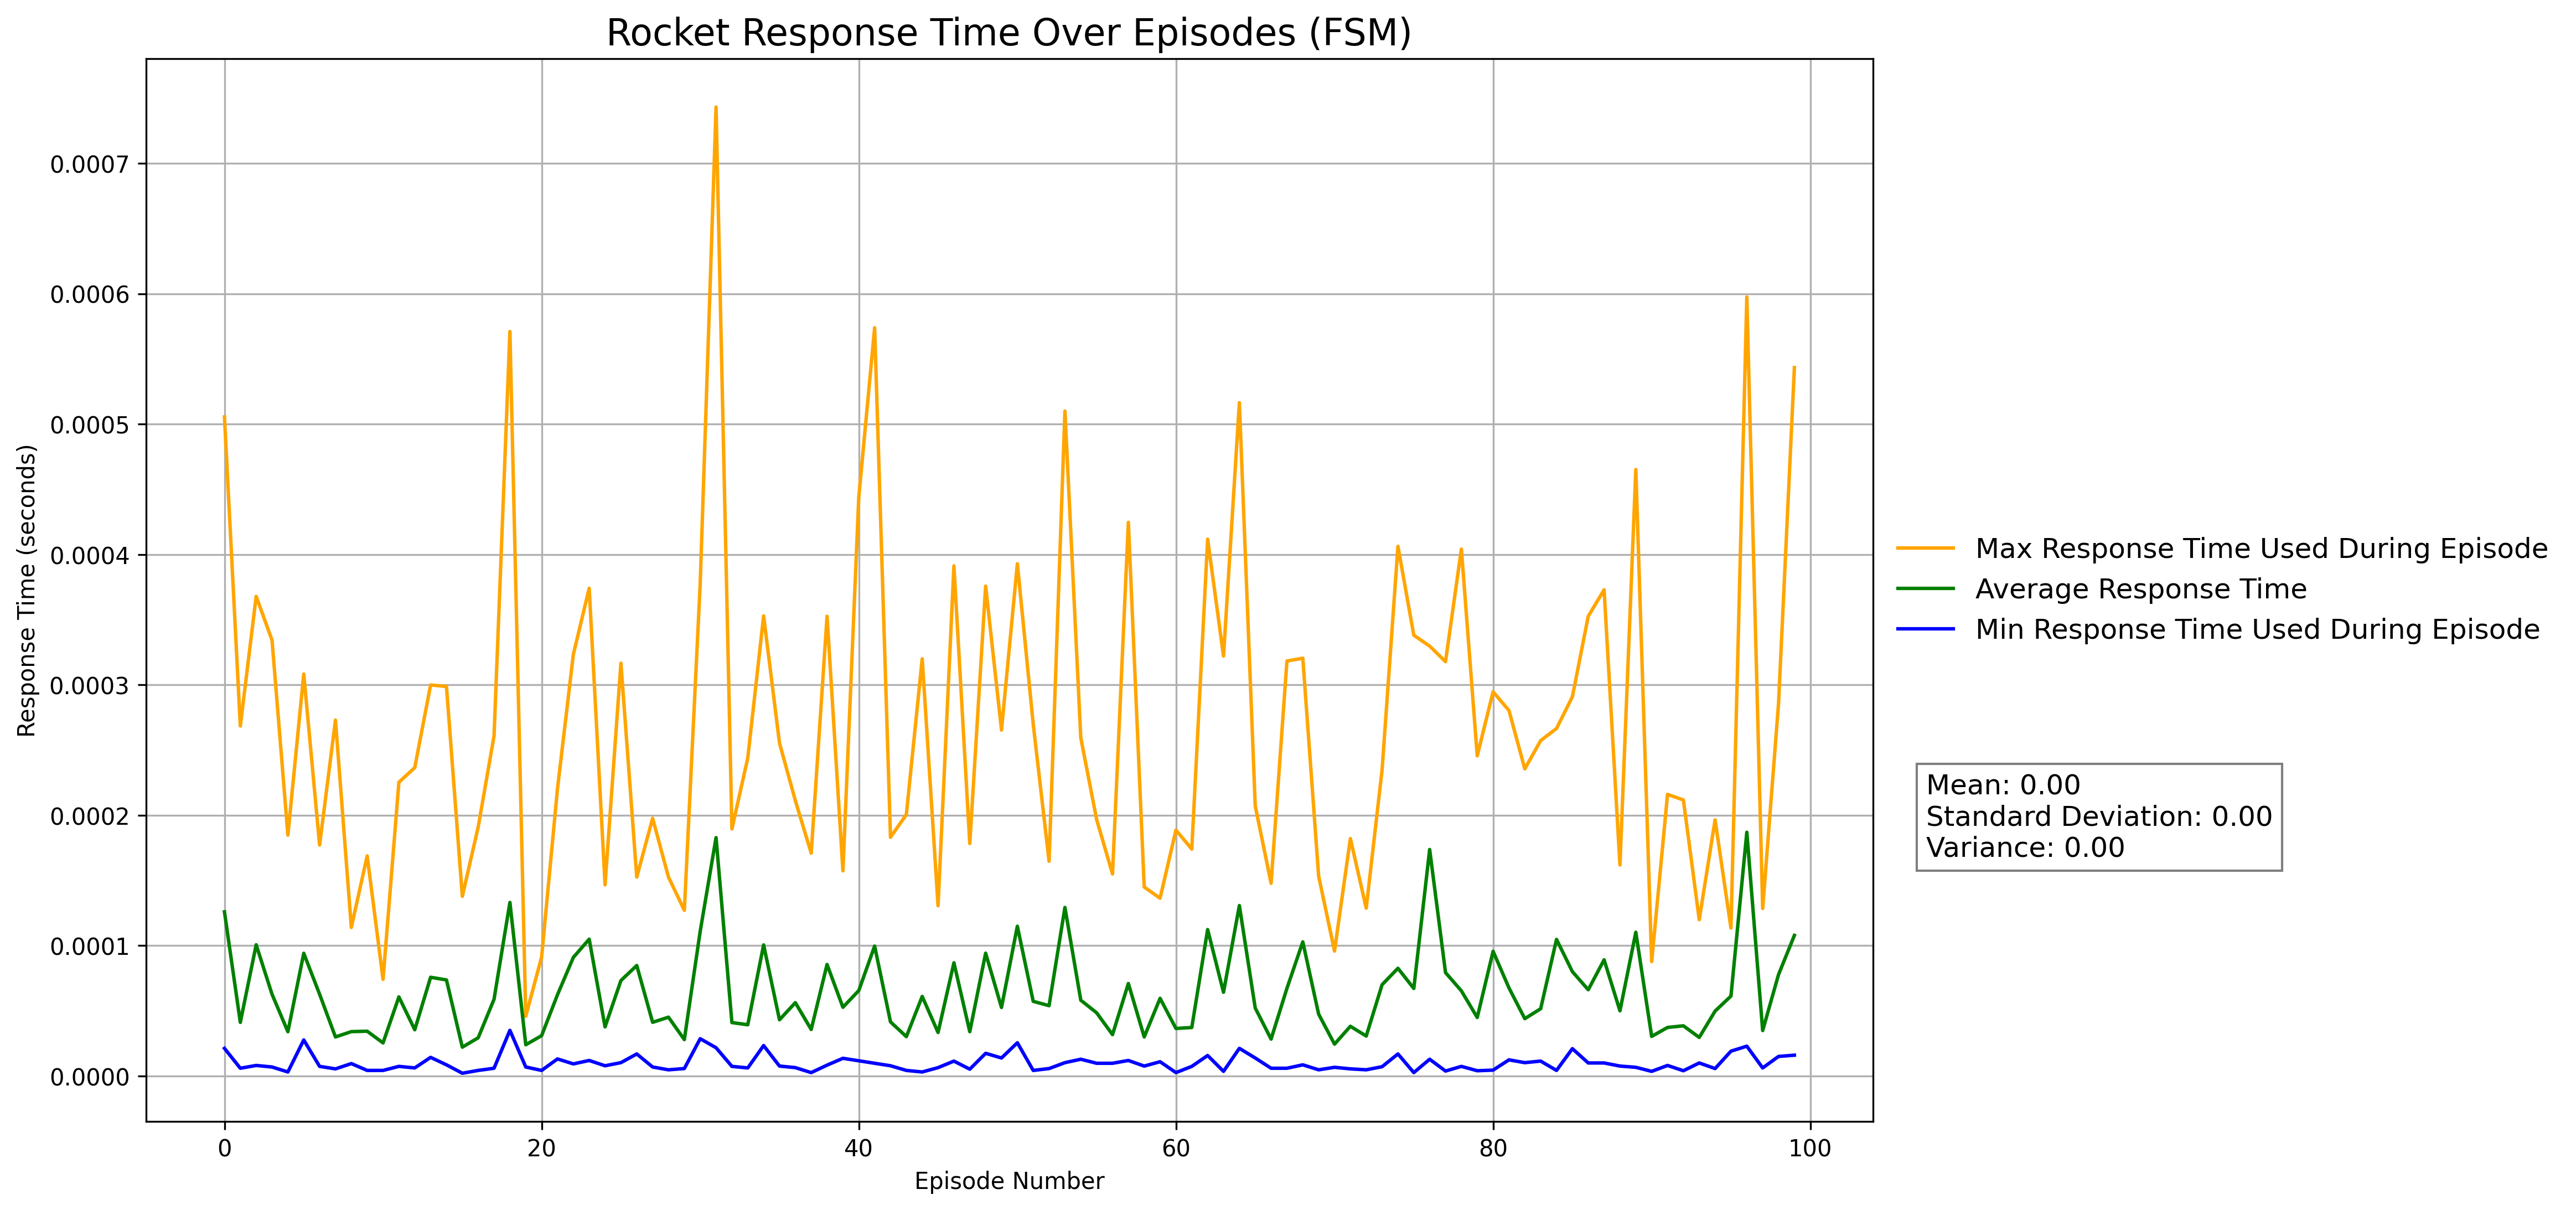 Rocket Response Time Over Episodes (FSM)
Response Time (seconds)
0.0007
0.0006
0.0005
0.0004
0.0003
0.0002
0.0001
0.0000
0 20 40 60 80 100
Episode Number
Max Response Time Used During Episode
Average Response Time
Min Response Time Used During Episode
Mean: 0.00
Standard Deviation: 0.00
Variance: 0.00